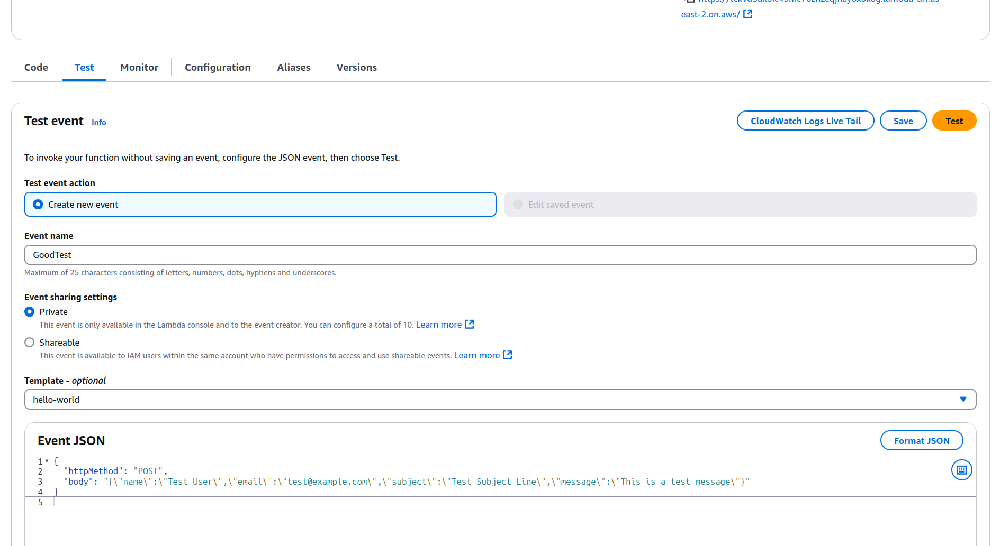 east-2.on.aws/
Code Test Monitor Configuration Aliases Versions
Test event Info CloudWatch Logs Live Tail Save Test
To invoke your function without saving an event, configure the JSON event, then choose Test.
Test event action
Create new event Edit saved event
Event name
GoodTest
Maximum of 25 characters consisting of letters, numbers, dots, hyphens and underscores.
Event sharing settings
Private
This event is only available in the Lambda console and to the event creator. You can configure a total of 10. Learn more
Shareable
This event is available to IAM users within the same account who have permissions to access and use shareable events. Learn more
Template - optional
hello-world
Event JSON Format JSON
1 {
2 "httpMethod": "POST",
3 "body": "{\"name\":\"Test User\",\"email\":\"test@example.com\",\"subject\":\"Test Subject Line\",\"message\":\"This is a test message\"}"
4 }
5